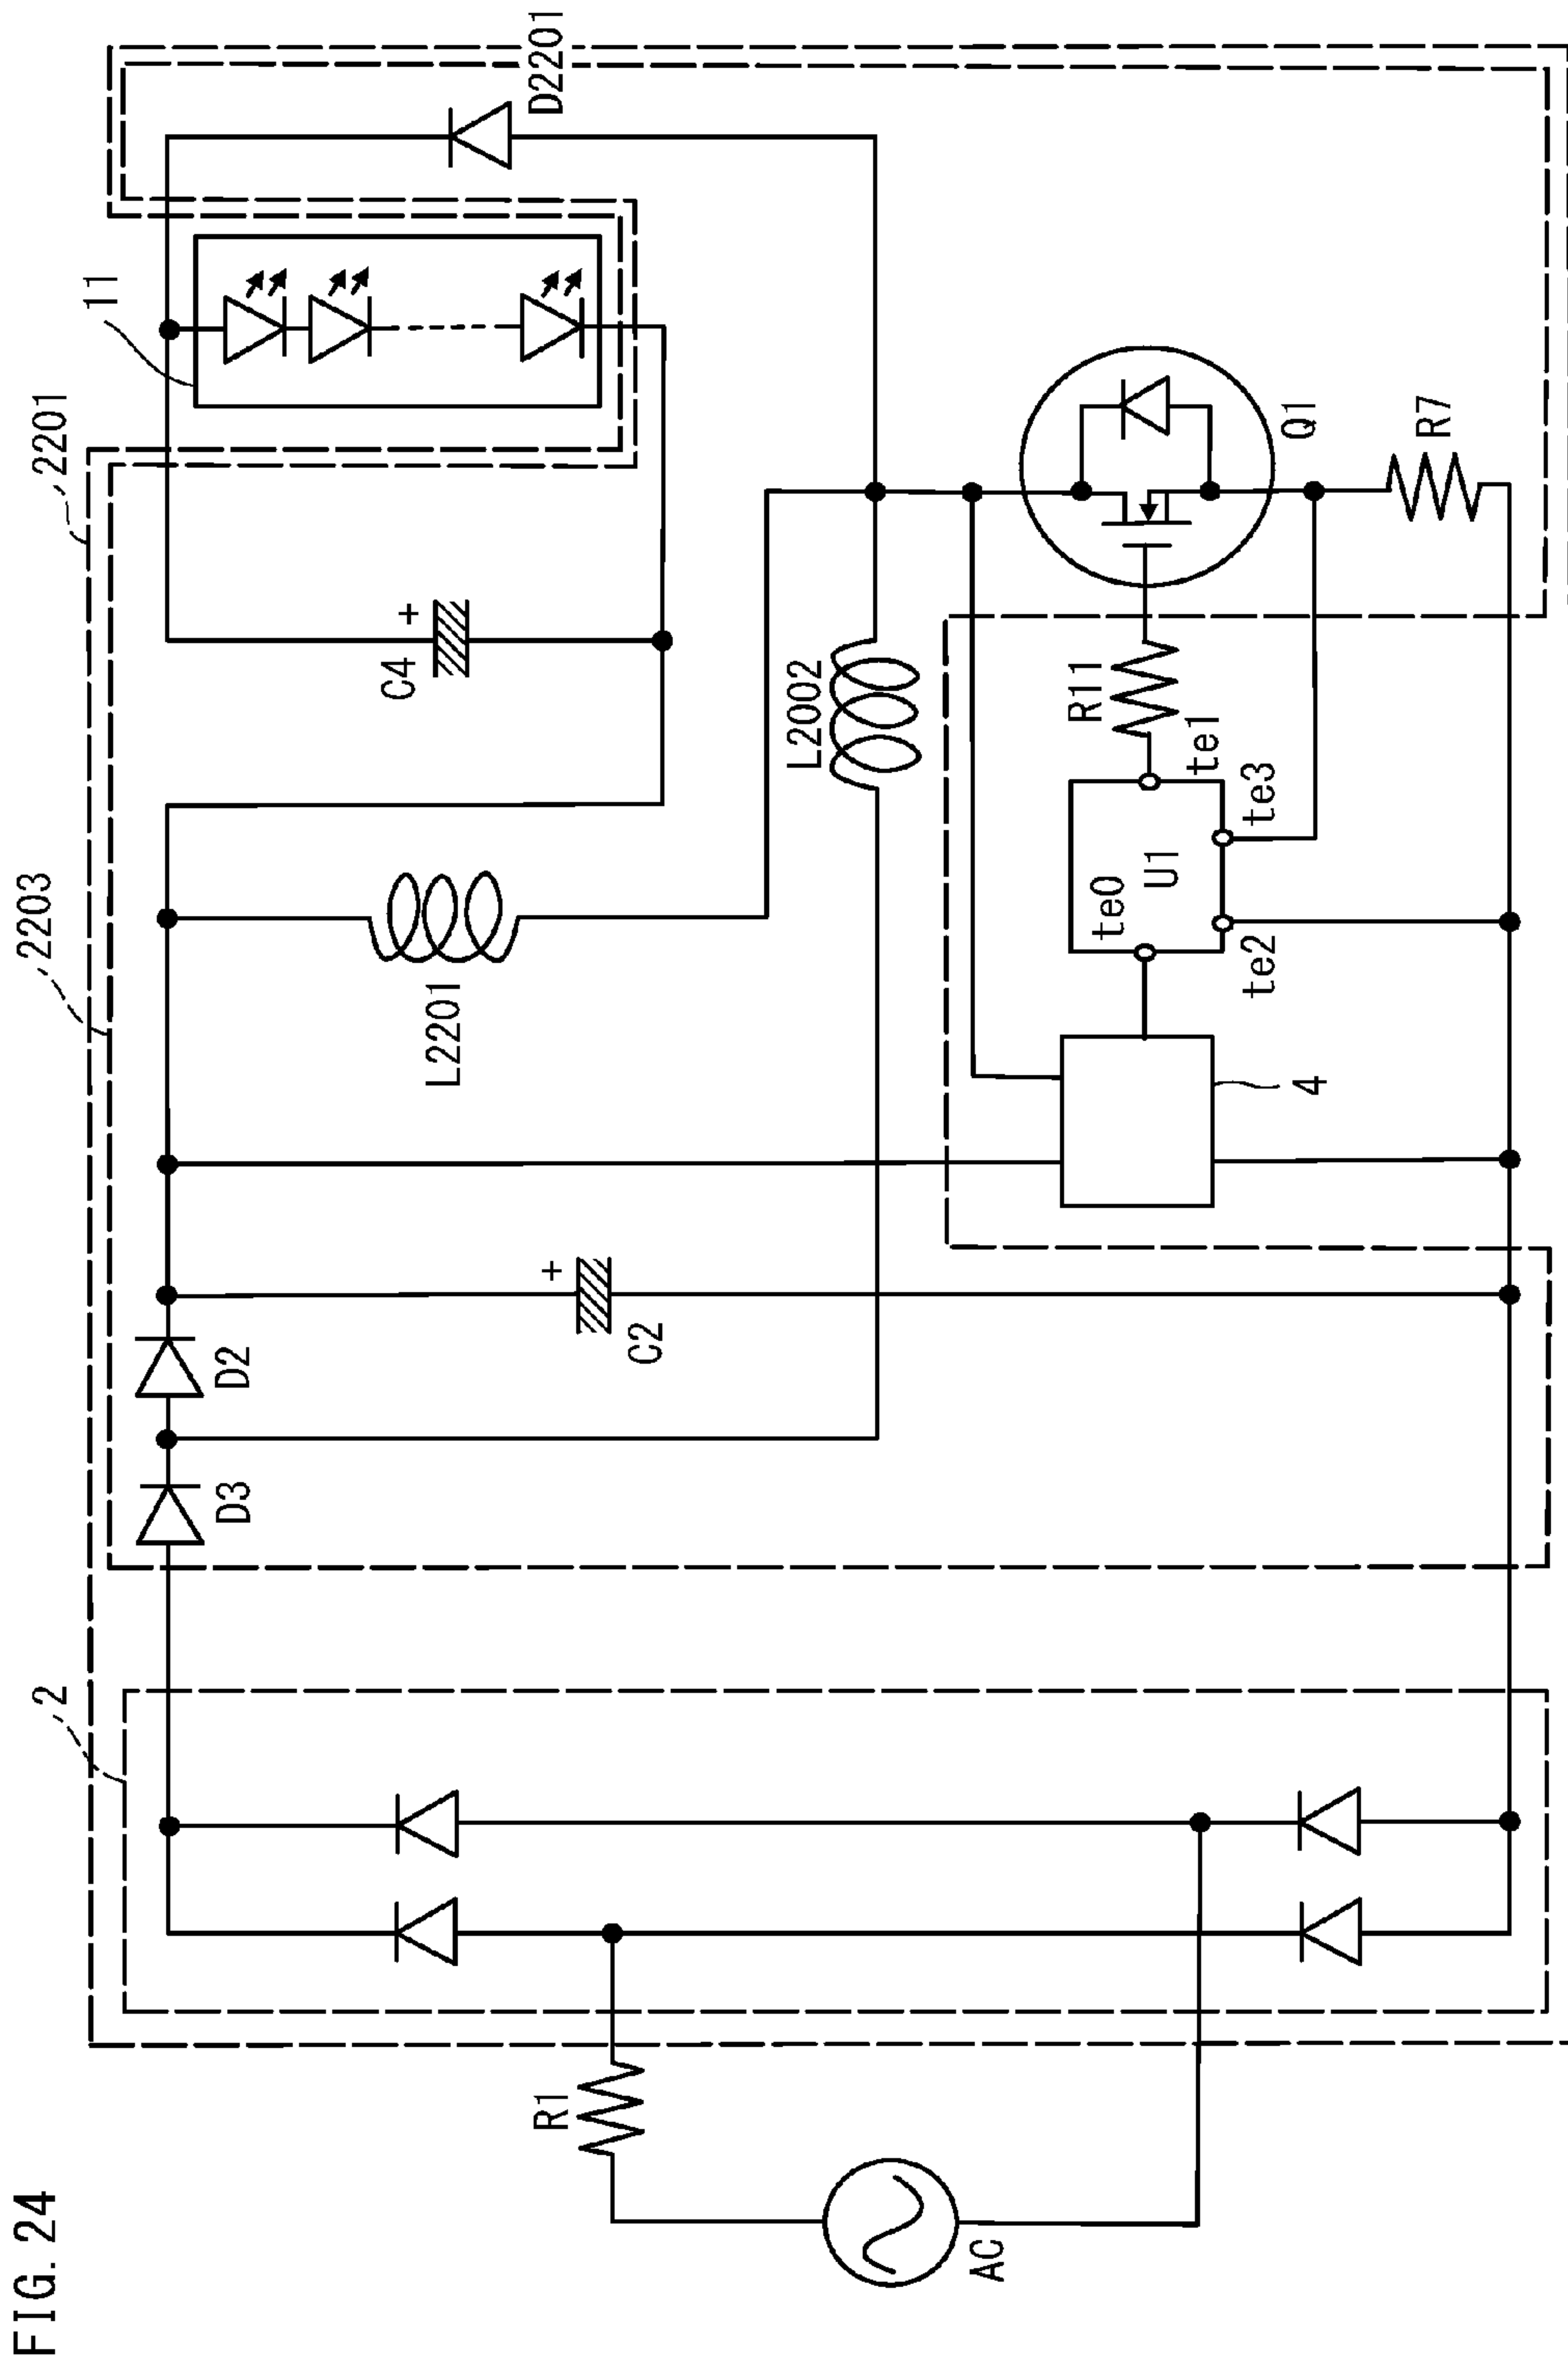 FIG. 24
2201
2203
2
11
D2201
C4
+
L2201
L2002
D3
D2
+
C2
R1
AC
R11
te1
te0
U1
te3
te2
4
Q1
R7